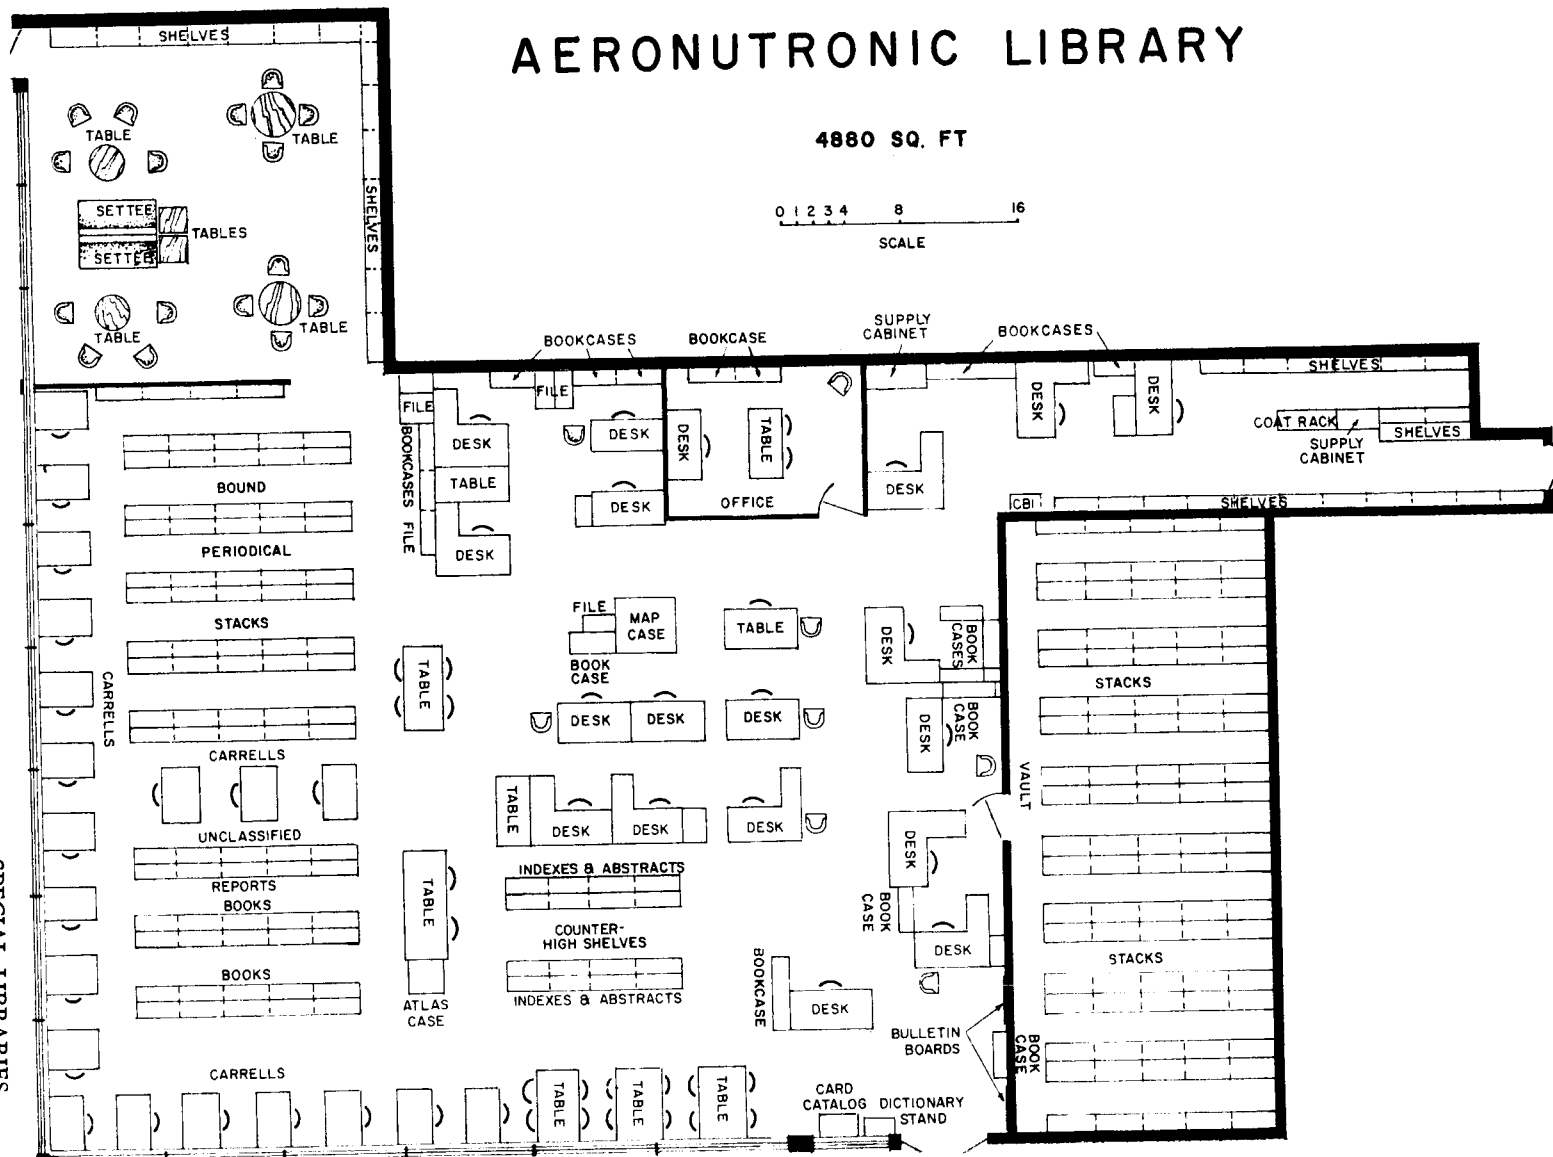 AERONUTRONIC LIBRARY
4880 SQ. FT
0 1 2 3 4 8 16
SCALE
SHELVES
TABLE
TABLE
SHELVES
SETTEE
TABLES
SETTEE
TABLE
TABLE
BOOKCASES
BOOKCASE
SUPPLY
CABINET
BOOKCASES
SHELVES
FILE
FILE
DESK
DESK
COAT RACK
SUPPLY
CABINET
SHELVES
BOOKCASES
DESK
DESK
DESK
TABLE
TABLE
DESK
BOUND
DESK
OFFICE
CBI
SHELVES
FILE
DESK
PERIODICAL
STACKS
FILE
MAP
CASE
TABLE
DESK
BOOK
CASES
BOOK
CASE
TABLE
CARRELLS
STACKS
DESK
DESK
DESK
DESK
BOOK
CASE
CARRELLS
VAULT
TABLE
DESK
DESK
DESK
UNCLASSIFIED
REPORTS
DESK
INDEXES & ABSTRACTS
BOOKS
TABLE
COUNTER-
HIGH SHELVES
BOOK
CASE
DESK
STACKS
BOOKS
INDEXES & ABSTRACTS
BOOKCASE
DESK
ATLAS
CASE
BULLETIN
BOARDS
BOOK
CASE
CARRELLS
TABLE
TABLE
TABLE
CARD
CATALOG
DICTIONARY
STAND
SPECIAL LIBRARIES